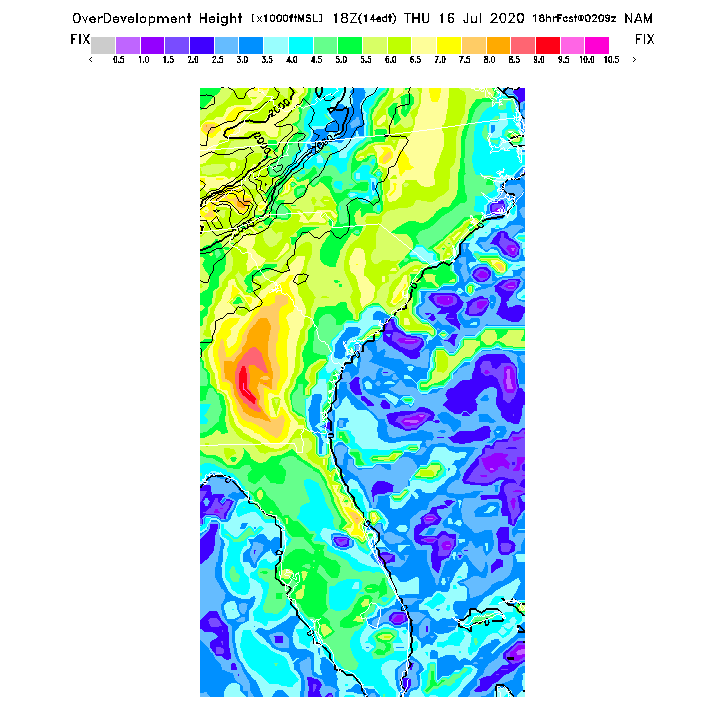 OverDevelopment Height [x1000ftMSL] 18Z(14edt) THU 16 Jul 2020 18hrFcst@0209z NAM
FIX FIX
< 0.5 1.0 1.5 2.0 2.5 3.0 3.5 4.0 4.5 5.0 5.5 6.0 6.5 7.0 7.5 8.0 8.5 9.0 9.5 10.0 10.5 >
2000
2000